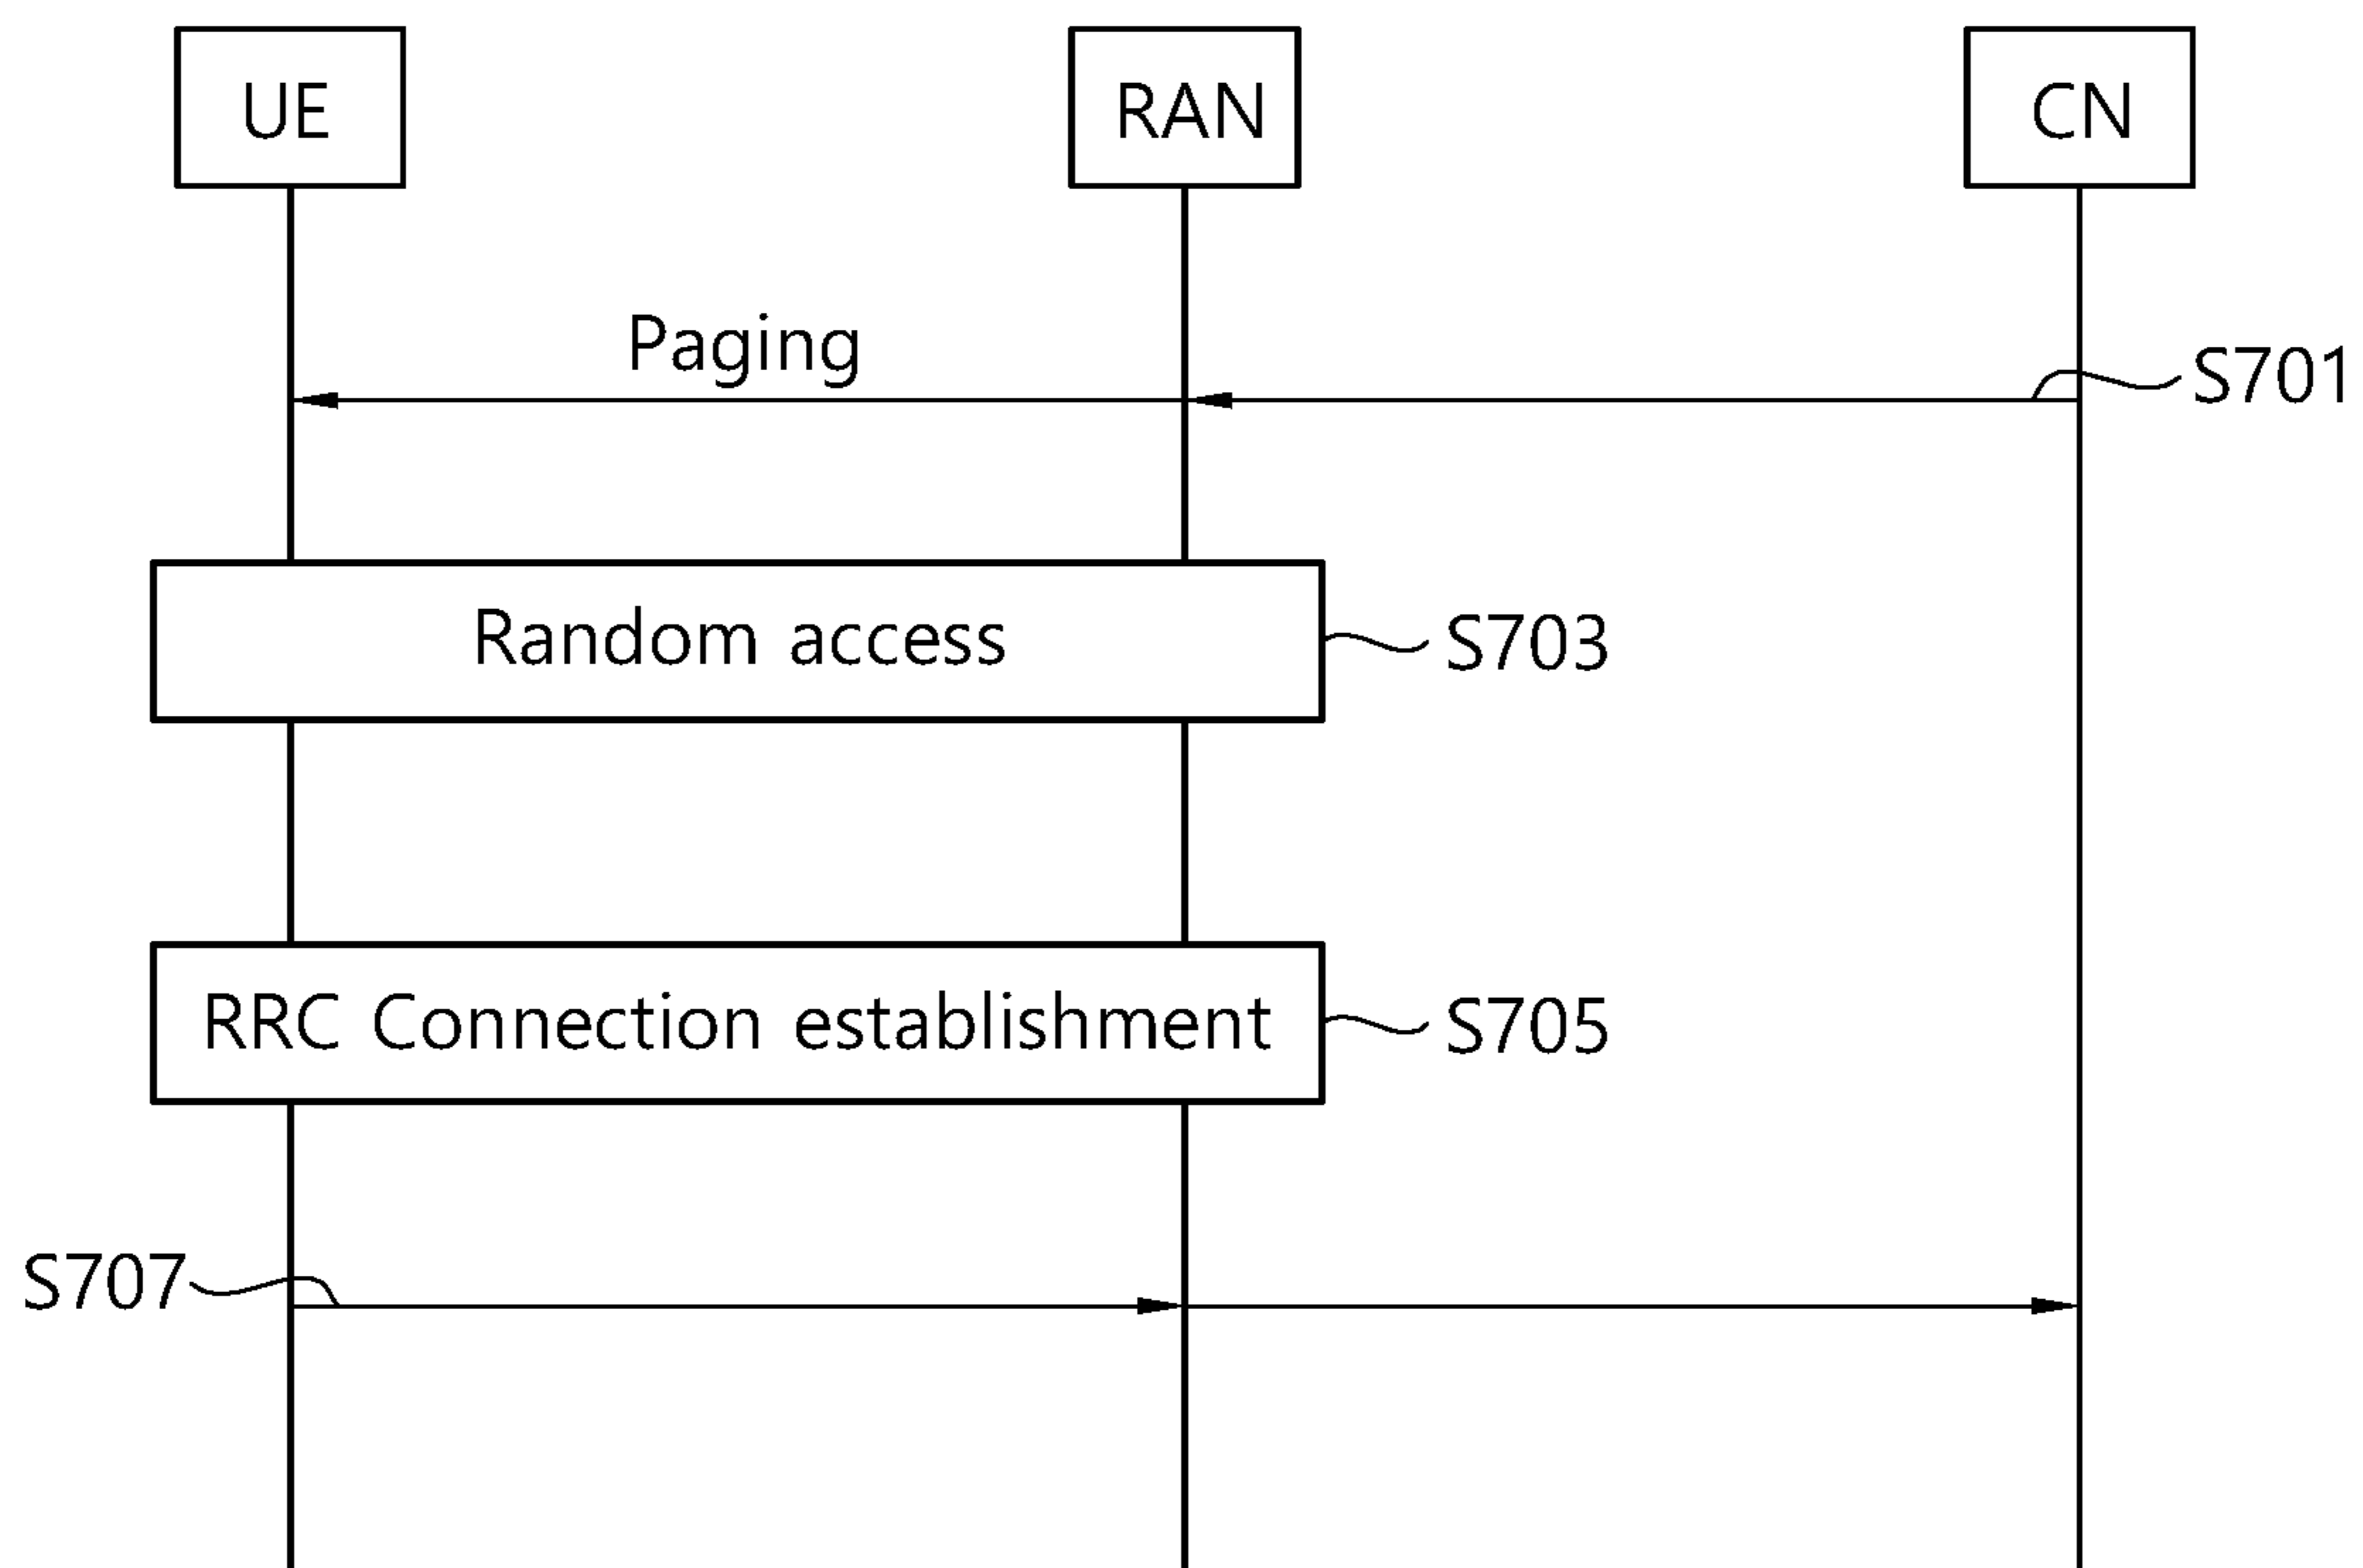 UE
RAN
CN
Paging
S701
Random access
S703
RRC Connection establishment
S705
S707